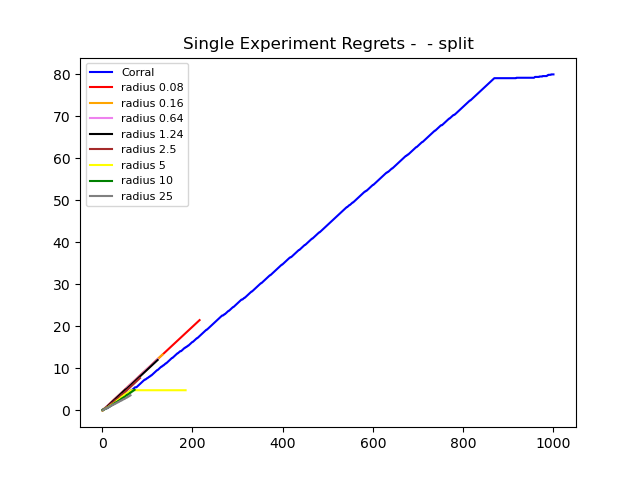 Single Experiment Regrets -  - split
Corral
radius 0.08
radius 0.16
radius 0.64
radius 1.24
radius 2.5
radius 5
radius 10
radius 25
80
70
60
50
40
30
20
10
0
0 200 400 600 800 1000